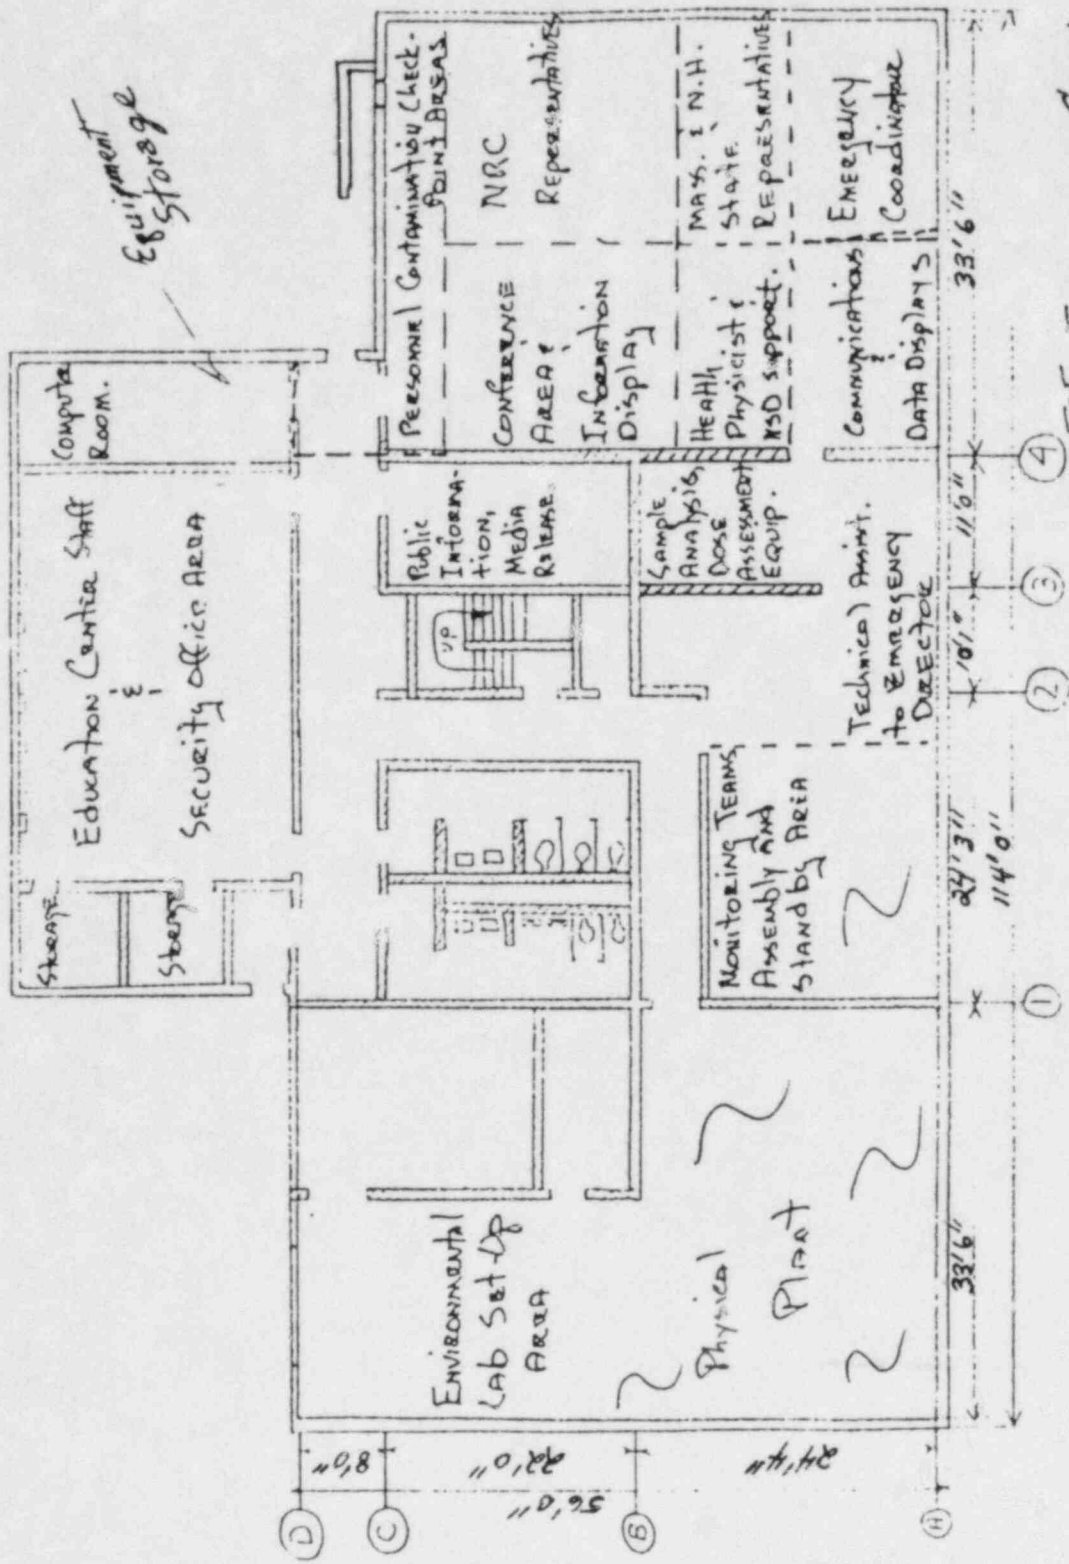 Equipment
Storage
Storage
Storage
Education Center Staff
&
Security Office Area
Computer
Room.
Personnel Contamination Check-
Point Areas
Conference
Area &
Information
Display
NRC
Representatives
Public
Informa-
tion,
Media
Release
UP
Sample
Analysis,
Dose
Assessment
Equip.
Health
Physicist &
NSD Support.
Mass. & N.H.
State
Representatives
Communications
&
Data Displays
Emergency
Coordinator
Technical Assist.
to Emergency
Director
Monitoring Teams
Assembly and
Standby Area
Environmental
Lab Set-Up
Area
Physical
Plant
D
C
B
A
8'0"
22'0"
56'0"
24'4"
33'6"
24'3"
10'1"
11'0"
33'6"
114'0"
1
2
3
4